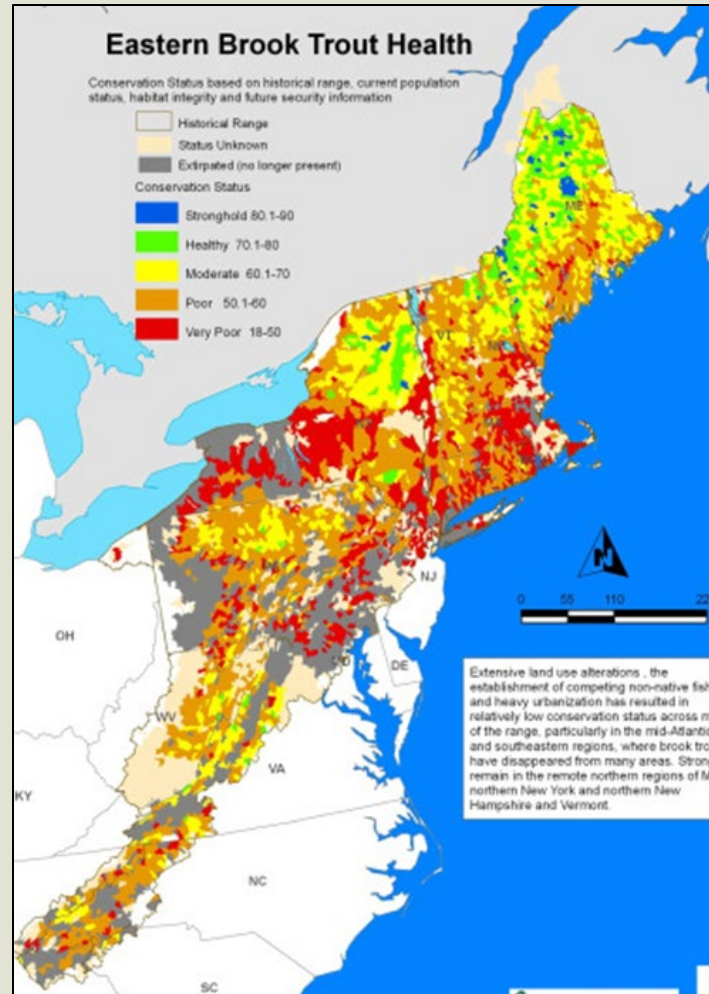 Eastern Brook Trout Health
Conservation Status based on historical range, current population
status, habitat integrity and future security information
Historical Range
Status Unknown
Extirpated (no longer present)
Conservation Status
Stronghold 80.1-90
Healthy 70.1-80
Moderate 60.1-70
Poor 50.1-60
Very Poor 18-50
ME
VT
N
0 55 110 22
NJ
OH
MD
DE
WV
VA
KY
NC
SC
Extensive land use alterations , the
establishment of competing non-native fish
and heavy urbanization has resulted in
relatively low conservation status across m
of the range, particularly in the mid-Atlantic
and southeastern regions, where brook tro
have disappeared from many areas. Strong
remain in the remote northern regions of M
northern New York and northern New
Hampshire and Vermont.